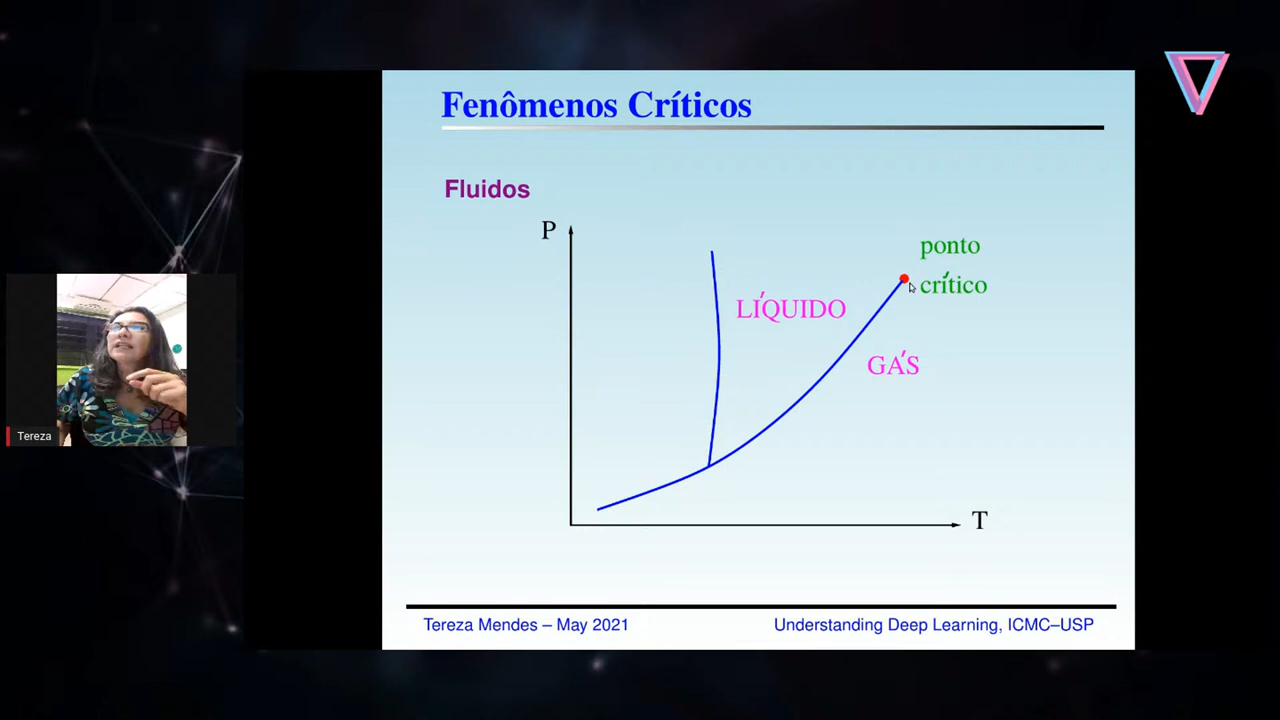 Fenômenos Críticos
Fluidos
P
ponto
crítico
LÍQUIDO
GÁS
T
Tereza
Tereza Mendes – May 2021
Understanding Deep Learning, ICMC–USP